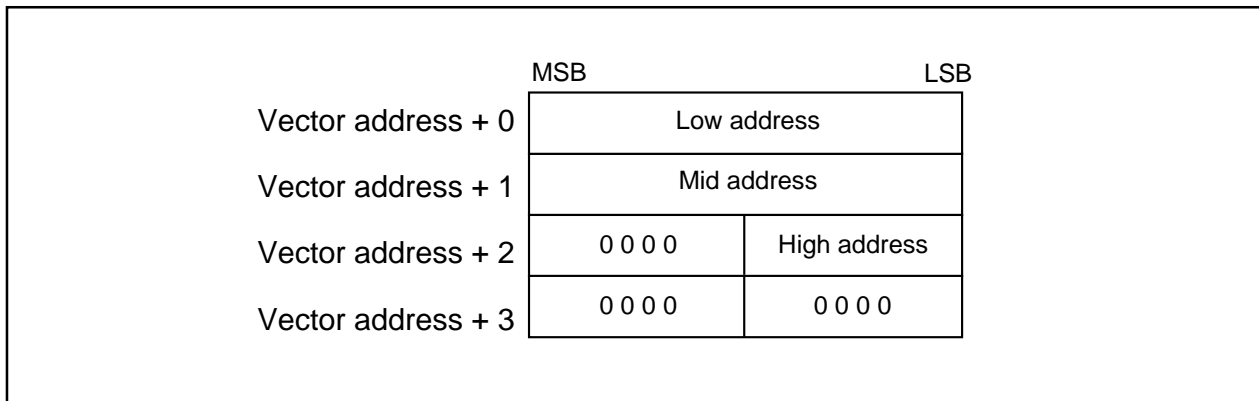 MSB LSB
Vector address + 0 Low address
Vector address + 1 Mid address
Vector address + 2 0 0 0 0 High address
Vector address + 3 0 0 0 0 0 0 0 0